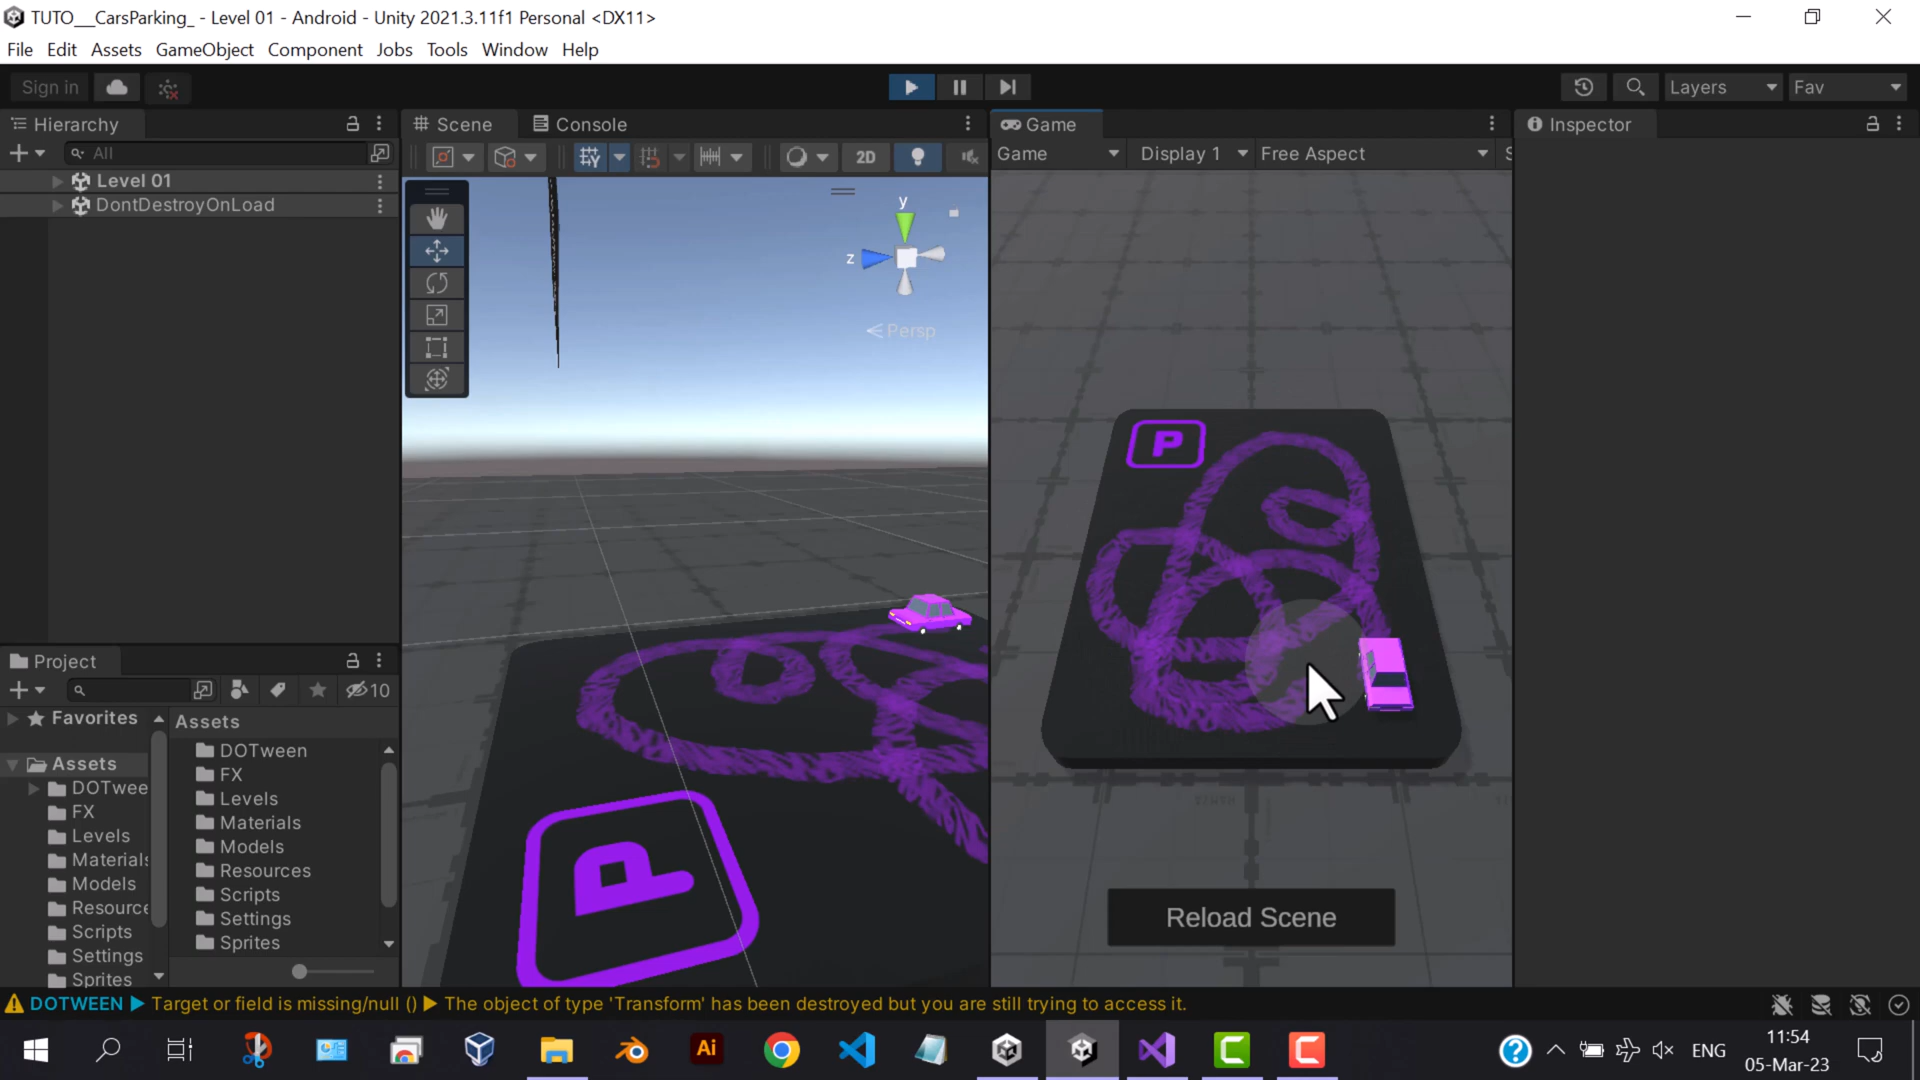 TUTO__CarsParking_ - Level 01 - Android - Unity 2021.3.11f1 Personal <DX11>
File Edit Assets GameObject Component Jobs Tools Window Help
Sign in
Layers
Fav
Hierarchy
Scene
Console
Game
Inspector
All
2D
Game
Display 1
Free Aspect
S
Level 01
DontDestroyOnLoad
y
z
Persp
P
P
Reload Scene
Project
10
Favorites
Assets
DOTwee
FX
Levels
Materials
Models
Resource
Scripts
Settings
Sprites
Assets
DOTween
FX
Levels
Materials
Models
Resources
Scripts
Settings
Sprites
DOTWEEN ► Target or field is missing/null () ► The object of type 'Transform' has been destroyed but you are still trying to access it.
Ai
ENG
11:54
05-Mar-23